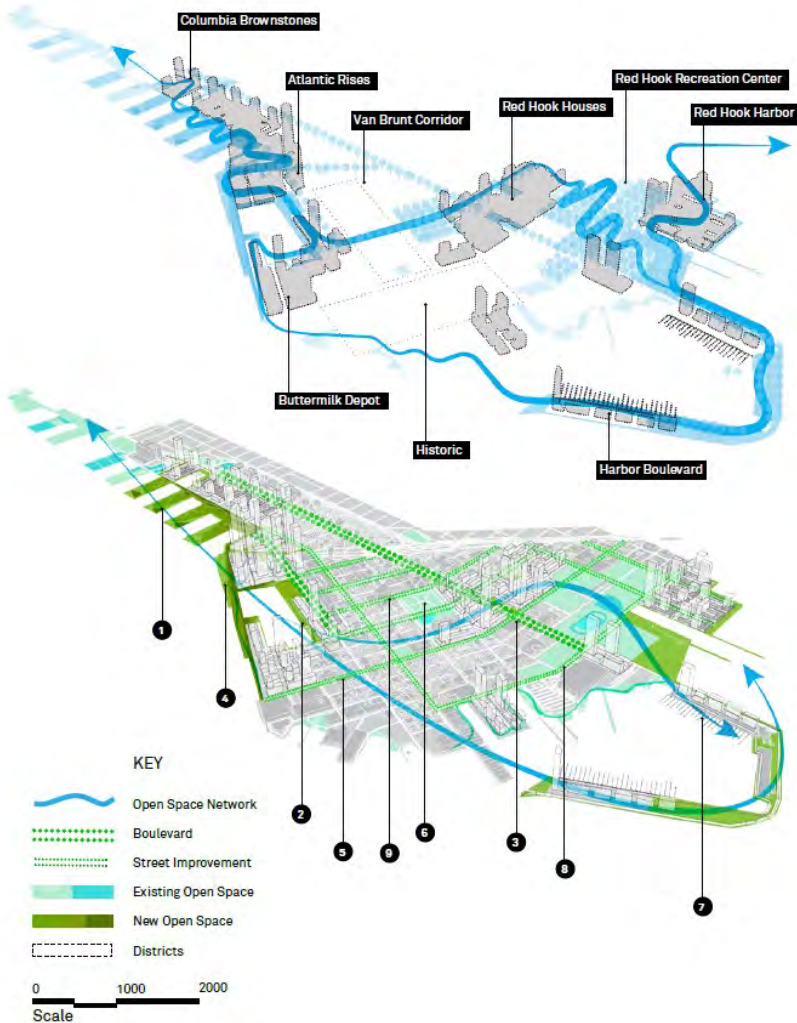 Columbia Brownstones
Atlantic Rises
Van Brunt Corridor
Red Hook Houses
Red Hook Recreation Center
Red Hook Harbor
Buttermilk Depot
Historic
Harbor Boulevard
1
4
2
5
9
6
3
8
7
KEY
Open Space Network
Boulevard
Street Improvement
Existing Open Space
New Open Space
Districts
0 1000 2000
Scale